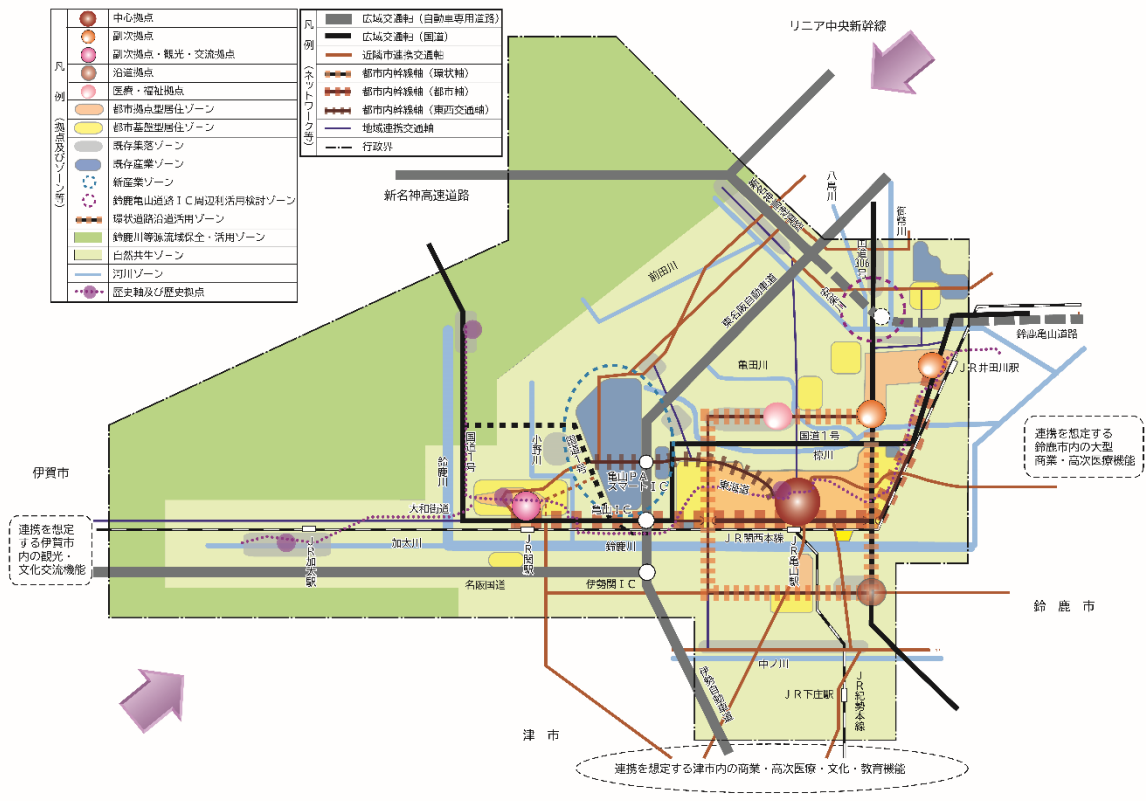 凡例（拠点及びゾーン等）
中心拠点
副次拠点
副次拠点・観光・交流拠点
沿道拠点
医療・福祉拠点
都市拠点型居住ゾーン
都市基盤型居住ゾーン
既存集落ゾーン
既存産業ゾーン
新産業ゾーン
鈴鹿亀山道路ＩＣ周辺利活用検討ゾーン
環状道路沿道活用ゾーン
鈴鹿川等源流域保全・活用ゾーン
自然共生ゾーン
河川ゾーン
歴史軸及び歴史拠点
凡例（ネットワーク等）
広域交通軸（自動車専用道路）
広域交通軸（国道）
近隣市連携交通軸
都市内幹線軸（環状軸）
都市内幹線軸（都市軸）
都市内幹線軸（東西交通軸）
地域連携交通軸
行政界
リニア中央新幹線
新名神高速道路
新名神高速道路
八島川
御幣川
国道306号
安楽川
前田川
東名阪自動車道
鈴鹿亀山道路
ＪＲ井田川駅
亀田川
国道１号
椋川
連携を想定する
鈴鹿市内の大型
商業・高次医療機能
伊賀市
鈴鹿川
国道１号
小野川
国道１号
亀山ＰＡ
スマートＩＣ
東海道
大和街道
亀山ＩＣ
連携を想定
する伊賀市
内の観光・
文化交流機能
ＪＲ加太駅
加太川
ＪＲ関駅
鈴鹿川
ＪＲ関西本線
ＪＲ亀山駅
名阪国道
伊勢関ＩＣ
鈴鹿市
中ノ川
伊勢自動車道
ＪＲ下庄駅
ＪＲ紀勢本線
津市
連携を想定する津市内の商業・高次医療・文化・教育機能